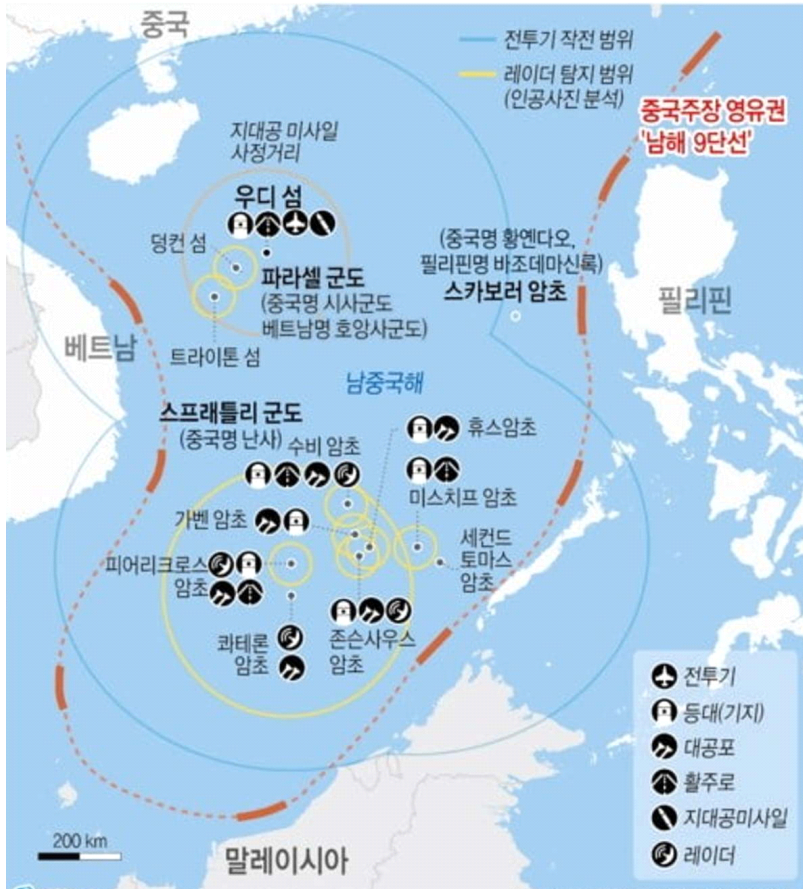 중국
전투기 작전 범위
레이더 탐지 범위
(인공사진 분석)
중국주장 영유권
'남해 9단선'
지대공 미사일
사정거리
우디 섬
덩컨 섬
파라셀 군도
(중국명 시사군도
베트남명 호앙사군도)
트라이톤 섬
(중국명 황옌다오,
필리핀명 바조데마신록)
스카보러 암초
필리핀
베트남
남중국해
스프래틀리 군도
(중국명 난사)
수비 암초
휴스암초
미스치프 암초
가벤 암초
세컨드
토마스
암초
피어리크로스
암초
콰테론
암초
존슨사우스
암초
전투기
등대(기지)
대공포
활주로
지대공미사일
레이더
200 km
말레이시아